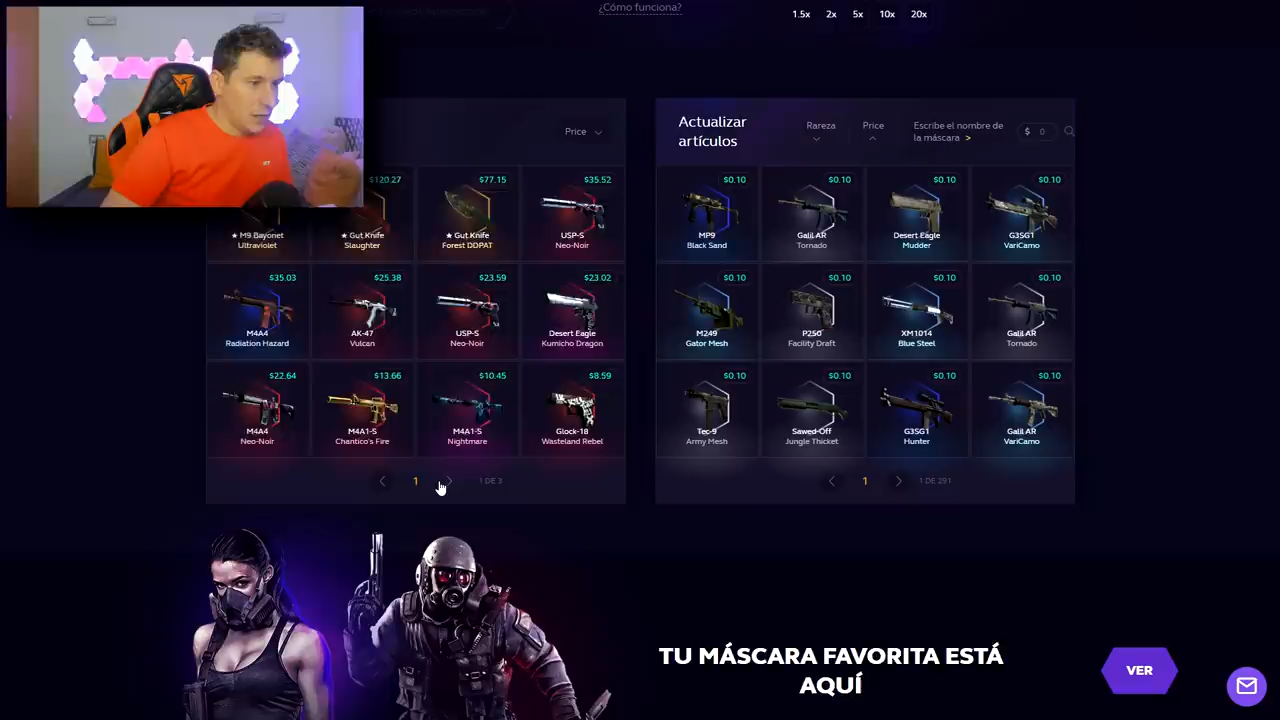 ¿Cómo funciona?
1.5x 2x 5x 10x 20x
Price
$120.27
★ M9 Bayonet
Ultraviolet
★ Gut Knife
Slaughter
$77.15
★ Gut Knife
Forest DDPAT
$35.52
USP-S
Neo-Noir
$35.03
M4A4
Radiation Hazard
$25.38
AK-47
Vulcan
$23.59
USP-S
Neo-Noir
$23.02
Desert Eagle
Kumicho Dragon
$22.64
M4A4
Neo-Noir
$13.66
M4A1-S
Chantico's Fire
$10.45
M4A1-S
Nightmare
$8.59
Glock-18
Wasteland Rebel
1
1 DE 3
Actualizar
artículos
Rareza
Price
Escribe el nombre de
la máscara >
$ 0
$0.10
MP9
Black Sand
$0.10
Galil AR
Tornado
$0.10
Desert Eagle
Mudder
$0.10
G3SG1
VariCamo
$0.10
M249
Gator Mesh
$0.10
P250
Facility Draft
$0.10
XM1014
Blue Steel
$0.10
Galil AR
Tornado
$0.10
Tec-9
Army Mesh
$0.10
Sawed-Off
Jungle Thicket
$0.10
G3SG1
Hunter
$0.10
Galil AR
VariCamo
1
1 DE 291
TU MÁSCARA FAVORITA ESTÁ
AQUÍ
VER